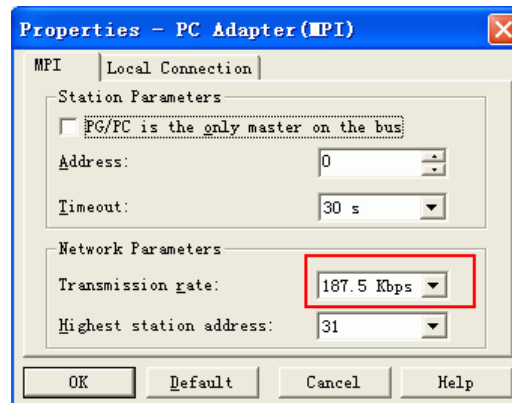 Properties - PC Adapter(MPI)
MPI
Local Connection
Station Parameters
PG/PC is the only master on the bus
Address: 0
Timeout: 30 s
Network Parameters
Transmission rate: 187.5 Kbps
Highest station address: 31
OK Default Cancel Help